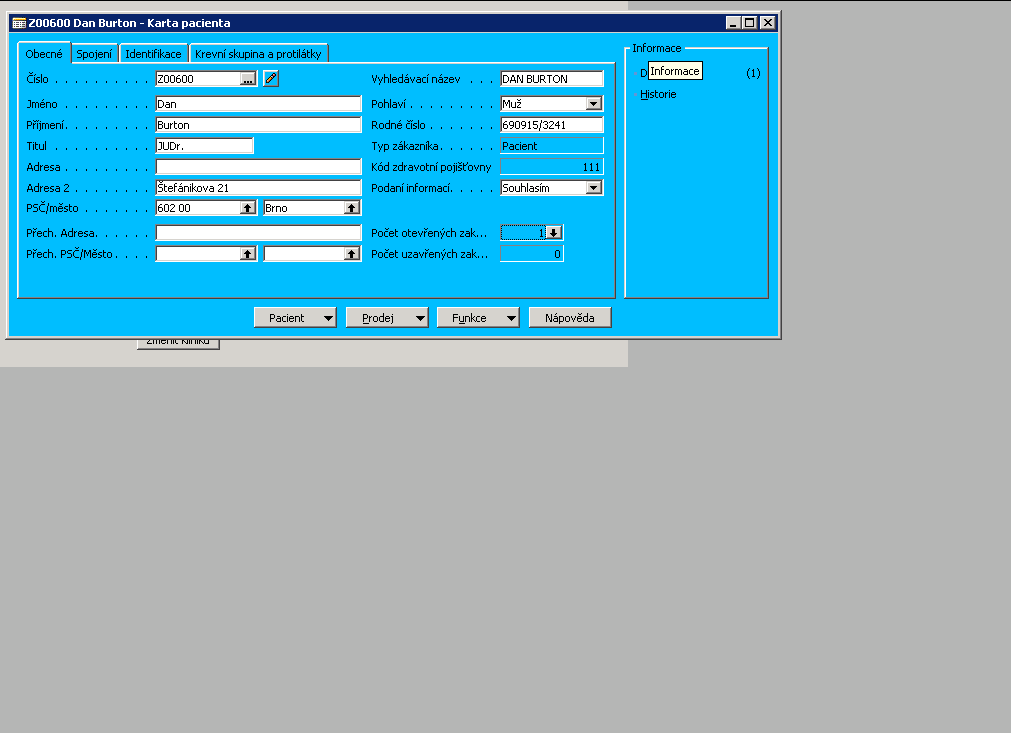 Z00600 Dan Burton - Karta pacienta
Obecné Spojení Identifikace Krevní skupina a protilátky
Číslo . . . . . . . . . . Z00600 ...
Jméno . . . . . . . . . Dan
Příjmení. . . . . . . . . Burton
Titul . . . . . . . . . . JUDr.
Adresa . . . . . . . . .
Adresa 2 . . . . . . . . Štefánikova 21
PSČ/město . . . . . . . 602 00 Brno
Přech. Adresa. . . . . .
Přech. PSČ/Město . . . .
Vyhledávací název . . . DAN BURTON
Pohlaví . . . . . . . . . Muž
Rodné číslo . . . . . . . 690915/3241
Typ zákazníka. . . . . . Pacient
Kód zdravotní pojišťovny 111
Podaní informací. . . . . Souhlasím
Počet otevřených zak... 1
Počet uzavřených zak... 0
Informace
D (1)
Informace
Historie
Pacient Prodej Funkce Nápověda
Změnit kliniku